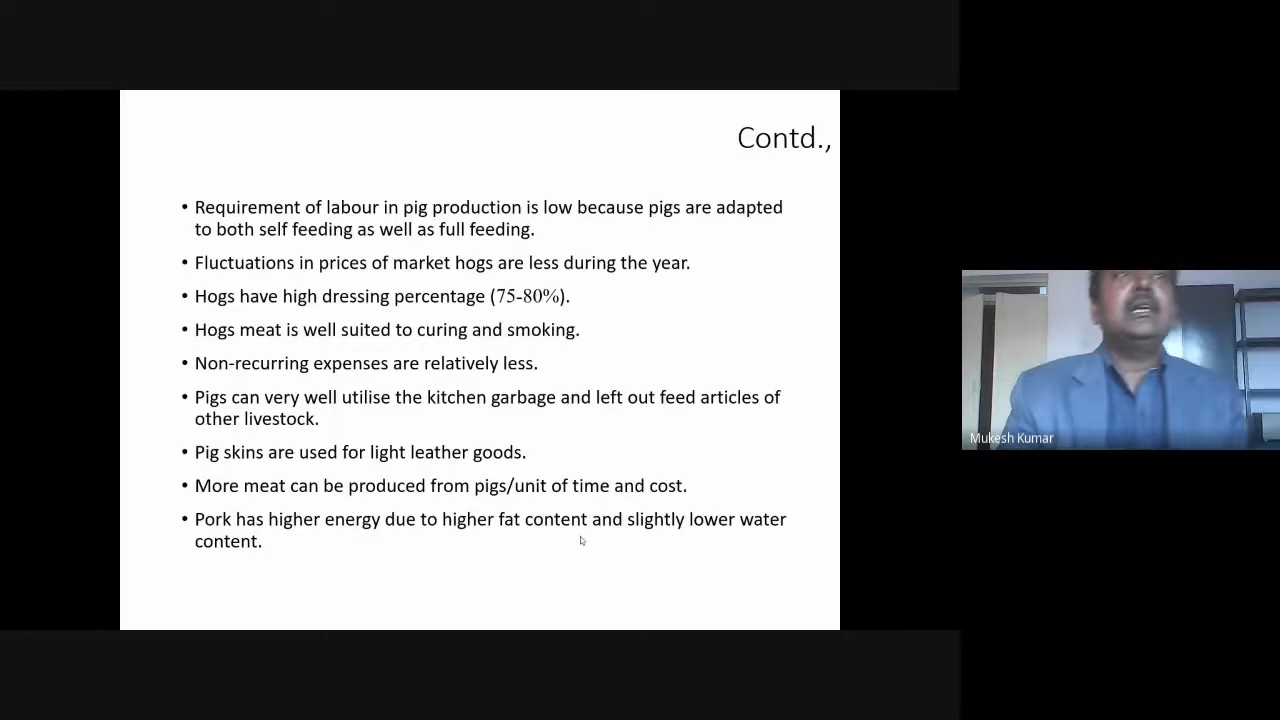 Contd.,
• Requirement of labour in pig production is low because pigs are adapted
to both self feeding as well as full feeding.
• Fluctuations in prices of market hogs are less during the year.
• Hogs have high dressing percentage (75-80%).
• Hogs meat is well suited to curing and smoking.
• Non-recurring expenses are relatively less.
• Pigs can very well utilise the kitchen garbage and left out feed articles of
other livestock.
• Pig skins are used for light leather goods.
• More meat can be produced from pigs/unit of time and cost.
• Pork has higher energy due to higher fat content and slightly lower water
content.
Mukesh Kumar